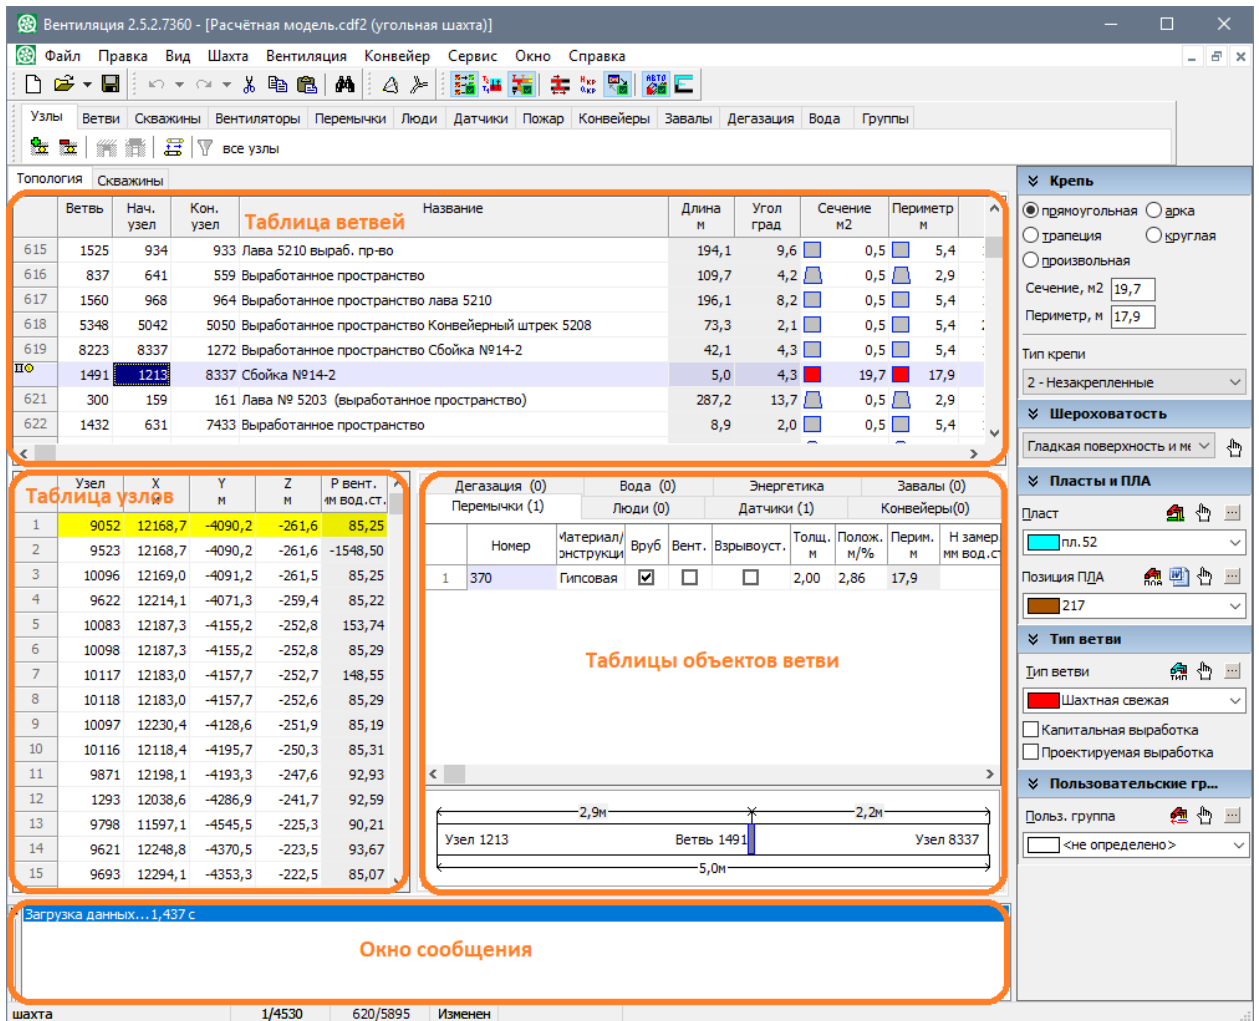 Вентиляция 2.5.2.7360 - [Расчётная модель.cdf2 (угольная шахта)]
Файл Правка Вид Шахта Вентиляция Конвейер Сервис Окно Справка
Узлы Ветви Скважины Вентиляторы Перемычки Люди Датчики Пожар Конвейеры Завалы Дегазация Вода Группы
все узлы
Топология Скважины
Ветвь Нач. узел Кон. узел Название Длина м Угол град Сечение м2 Периметр м
Таблица ветвей
615 1525 934 933 Лава 5210 выраб. пр-во 194,1 9,6 0,5 5,4
616 837 641 559 Выработанное пространство 109,7 4,2 0,5 2,9
617 1560 968 964 Выработанное пространство лава 5210 196,1 8,2 0,5 5,4
618 5348 5042 5050 Выработанное пространство Конвейерный штрек 5208 73,3 2,1 0,5 5,4
619 8223 8337 1272 Выработанное пространство Сбойка №14-2 42,1 4,3 0,5 5,4
1491 1213 8337 Сбойка №14-2 5,0 4,3 19,7 17,9
621 300 159 161 Лава № 5203 (выработанное пространство) 287,2 13,7 0,5 2,9
622 1432 631 7433 Выработанное пространство 8,9 2,0 0,5 5,4
Узел X м Y м Z м P вент. мм вод.ст.
Таблица узлов
1 9052 12168,7 -4090,2 -261,6 85,25
2 9523 12168,7 -4090,2 -261,6 -1548,50
3 10096 12169,0 -4091,2 -261,5 85,25
4 9622 12214,1 -4071,3 -259,4 85,22
5 10083 12187,3 -4155,2 -252,8 153,74
6 10098 12187,3 -4155,2 -252,8 85,29
7 10117 12183,0 -4157,7 -252,7 148,55
8 10118 12183,0 -4157,7 -252,6 85,29
9 10097 12230,4 -4128,6 -251,9 85,19
10 10116 12118,4 -4195,7 -250,3 85,31
11 9871 12198,1 -4193,3 -247,6 92,93
12 1293 12038,6 -4286,9 -241,7 92,59
13 9798 11597,1 -4545,5 -225,3 90,21
14 9621 12248,8 -4370,5 -223,5 93,67
15 9693 12294,1 -4353,3 -222,5 85,07
Дегазация (0) Вода (0) Энергетика Завалы (0)
Перемычки (1) Люди (0) Датчики (1) Конвейеры(0)
Номер Материал/ конструкци Вруб Вент. Взрывоуст. Толщ. м Полож. м/% Перим. м Н замер мм вод.ст
1 370 Гипсовая 2,00 2,86 17,9
Таблицы объектов ветви
2,9м 2,2м
Узел 1213 Ветвь 1491 Узел 8337
5,0м
Загрузка данных...1,437 с
Окно сообщения
шахта 1/4530 620/5895 Изменен
Крепь
прямоугольная арка
трапеция круглая
произвольная
Сечение, м2 19,7
Периметр, м 17,9
Тип крепи
2 - Незакрепленные
Шероховатость
Гладкая поверхность и ме
Пласты и ПЛА
Пласт
пл.52
Позиция ПЛА
217
Тип ветви
Тип ветви
Шахтная свежая
Капитальная выработка
Проектируемая выработка
Пользовательские гр...
Польз. группа
<не определено>